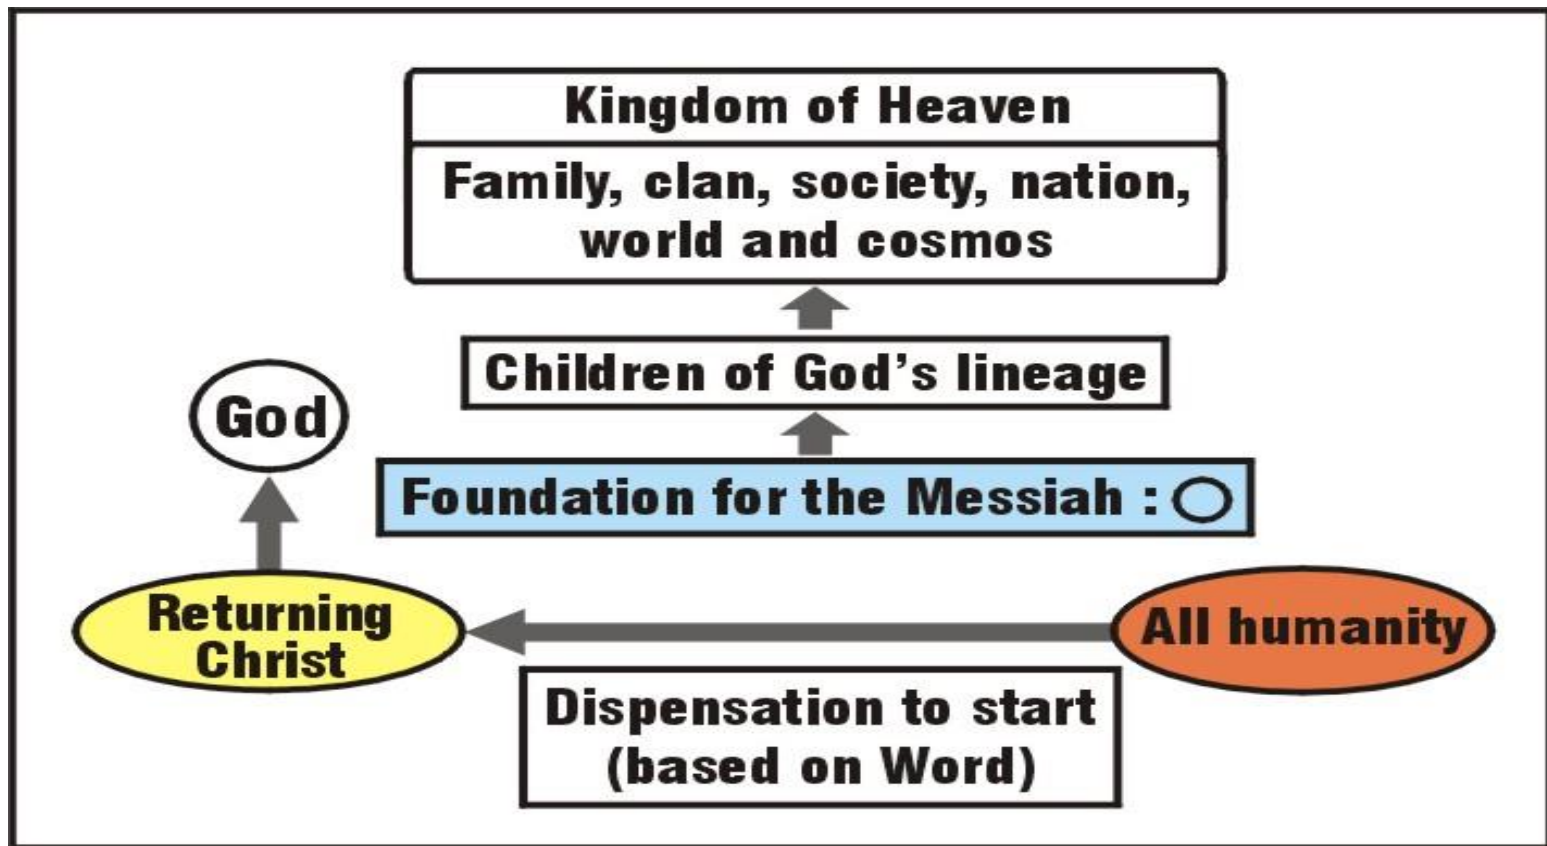 Kingdom of Heaven
Family, clan, society, nation,
world and cosmos
Children of God's lineage
God
Foundation for the Messiah : ○
Returning
Christ
All humanity
Dispensation to start
(based on Word)